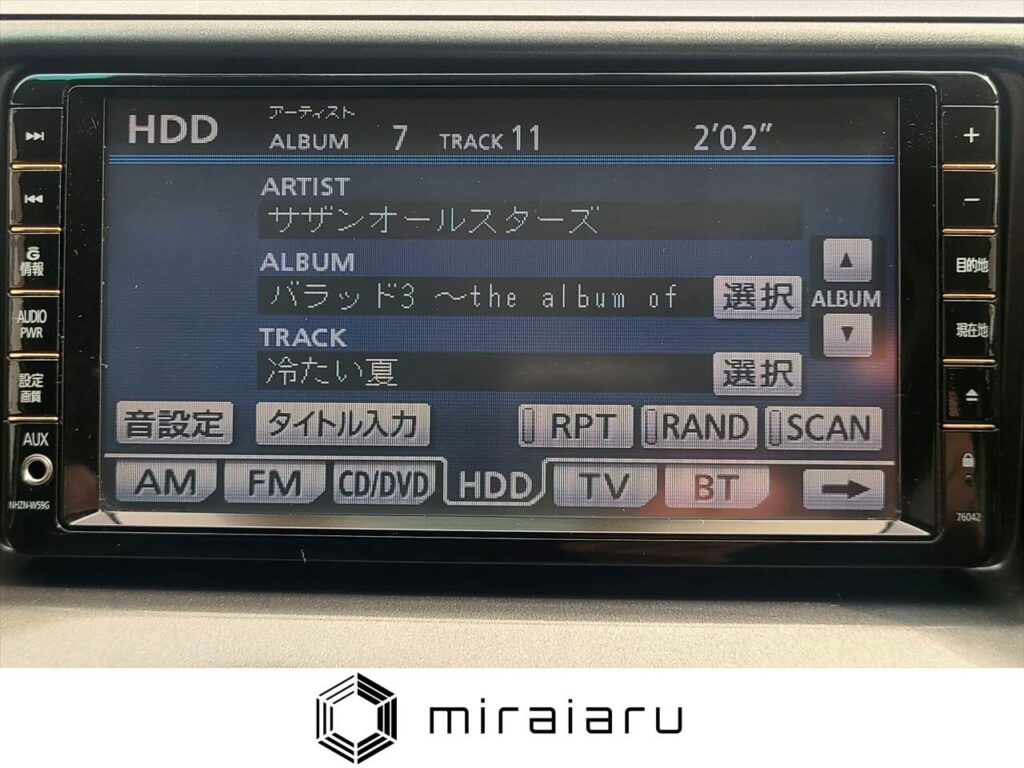 HDD アーティスト
ALBUM 7 TRACK 11 2'02"
ARTIST
サザンオールスターズ
ALBUM
バラッド3 ～the album of 選択
TRACK
冷たい夏 選択
▲
ALBUM
▼
音設定 タイトル入力 RPT RAND SCAN
AM FM CD/DVD HDD TV BT →
G
情報
AUDIO
PWR
設定
画質
AUX
NHZN-W59G
+
−
目的地
現在地
76042
miraiaru